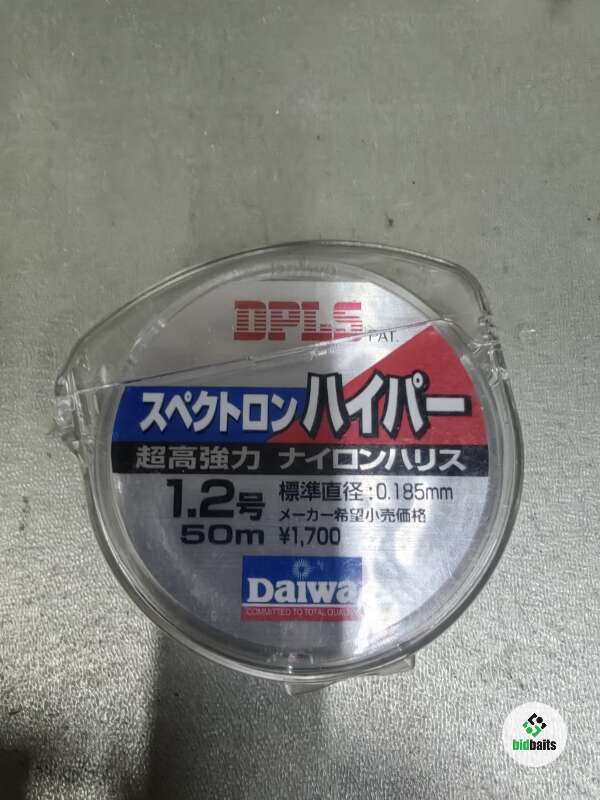 DPLS
PAT.
スペクトロン ハイパー
超高強力 ナイロンハリス
1.2号 標準直径:0.185mm
メーカー希望小売価格
50m ¥1,700
Daiwa
COMMITTED TO TOTAL QUALITY
bidbaits